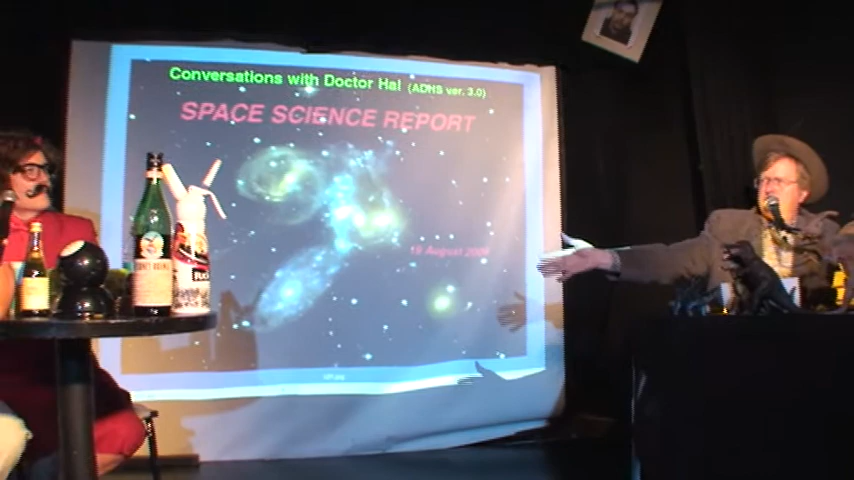 Conversations with Doctor Hal (ADHS ver. 3.0)
SPACE SCIENCE REPORT
19 August 2009